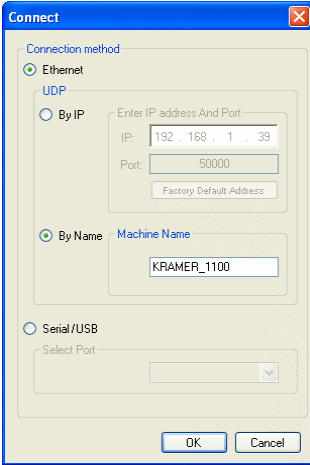 Connect
Connection method
Ethernet
UDP
By IP
Enter IP address And Port
IP: 192 . 168 . 1 . 39
Port: 50000
Factory Default Address
By Name
Machine Name
KRAMER_1100
Serial/USB
Select Port
OK Cancel